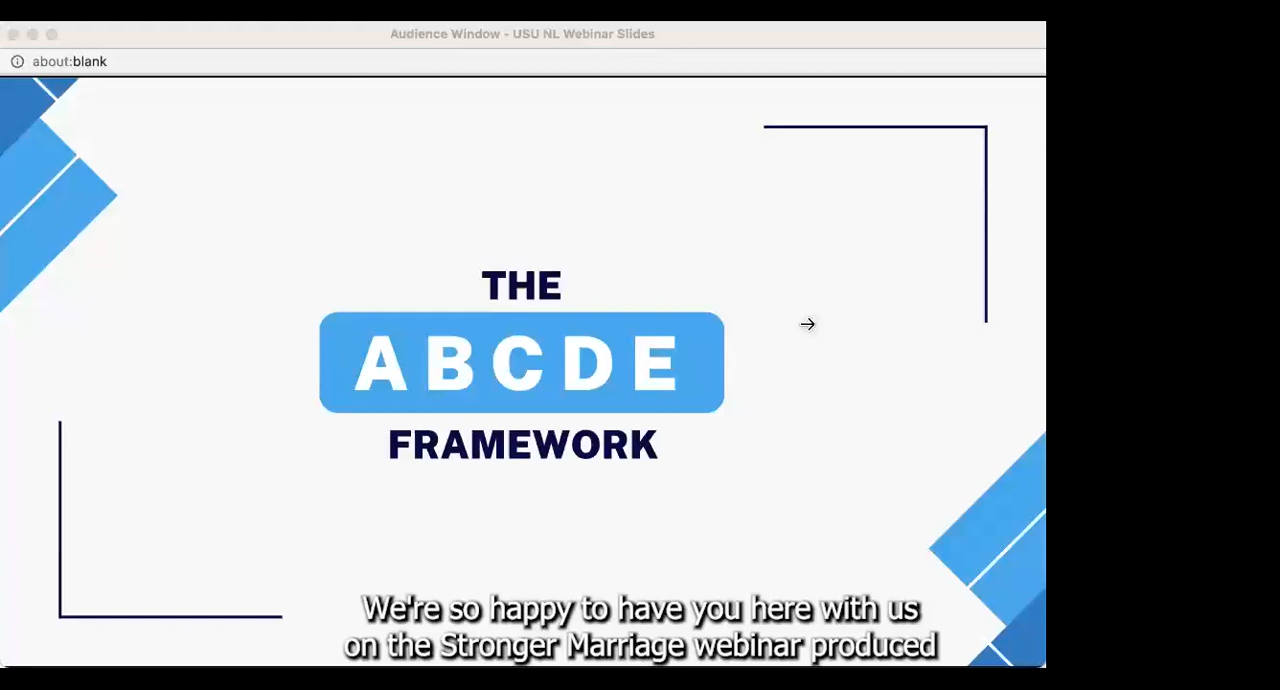 Audience Window - USU NL Webinar Slides
about:blank
THE
ABCDE
FRAMEWORK
We're so happy to have you here with us
on the Stronger Marriage webinar produced